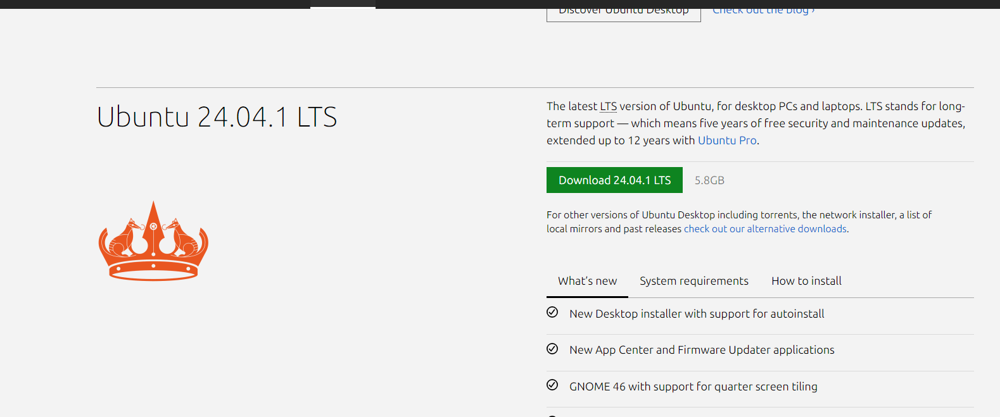 Discover Ubuntu Desktop
Check out the blog ›
Ubuntu 24.04.1 LTS
The latest LTS version of Ubuntu, for desktop PCs and laptops. LTS stands for long-
term support — which means five years of free security and maintenance updates,
extended up to 12 years with Ubuntu Pro.
Download 24.04.1 LTS
5.8GB
For other versions of Ubuntu Desktop including torrents, the network installer, a list of
local mirrors and past releases check out our alternative downloads.
What’s new
System requirements
How to install
New Desktop installer with support for autoinstall
New App Center and Firmware Updater applications
GNOME 46 with support for quarter screen tiling